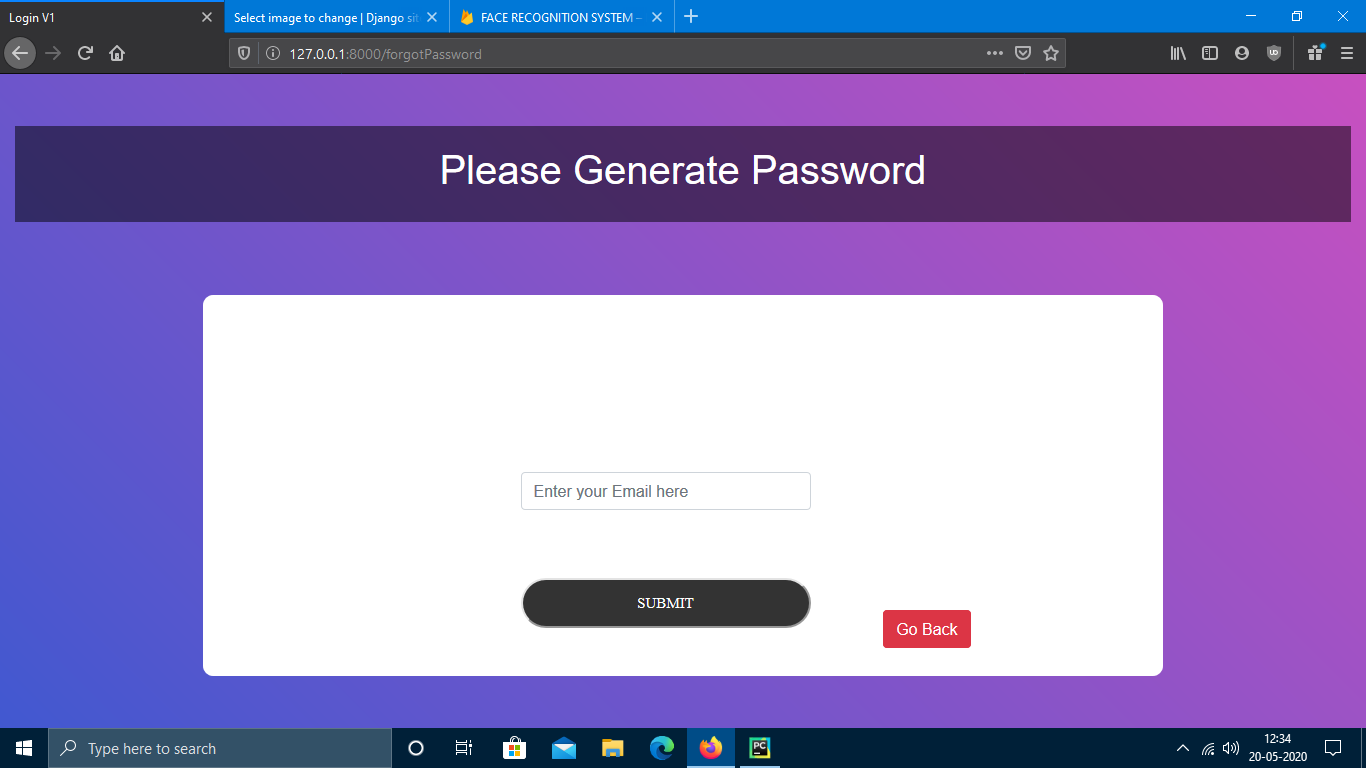 Login V1
Select image to change | Django sit
FACE RECOGNITION SYSTEM –
127.0.0.1:8000/forgotPassword
Please Generate Password
Enter your Email here
SUBMIT
Go Back
Type here to search
PC
12:34
20-05-2020